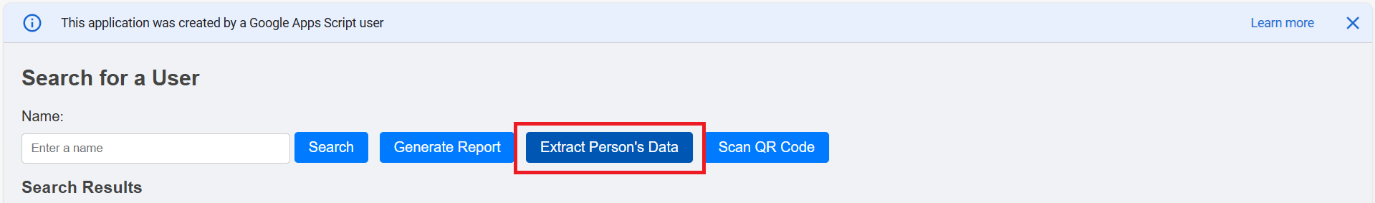 This application was created by a Google Apps Script user Learn more
Search for a User
Name:
Enter a name Search Generate Report Extract Person's Data Scan QR Code
Search Results